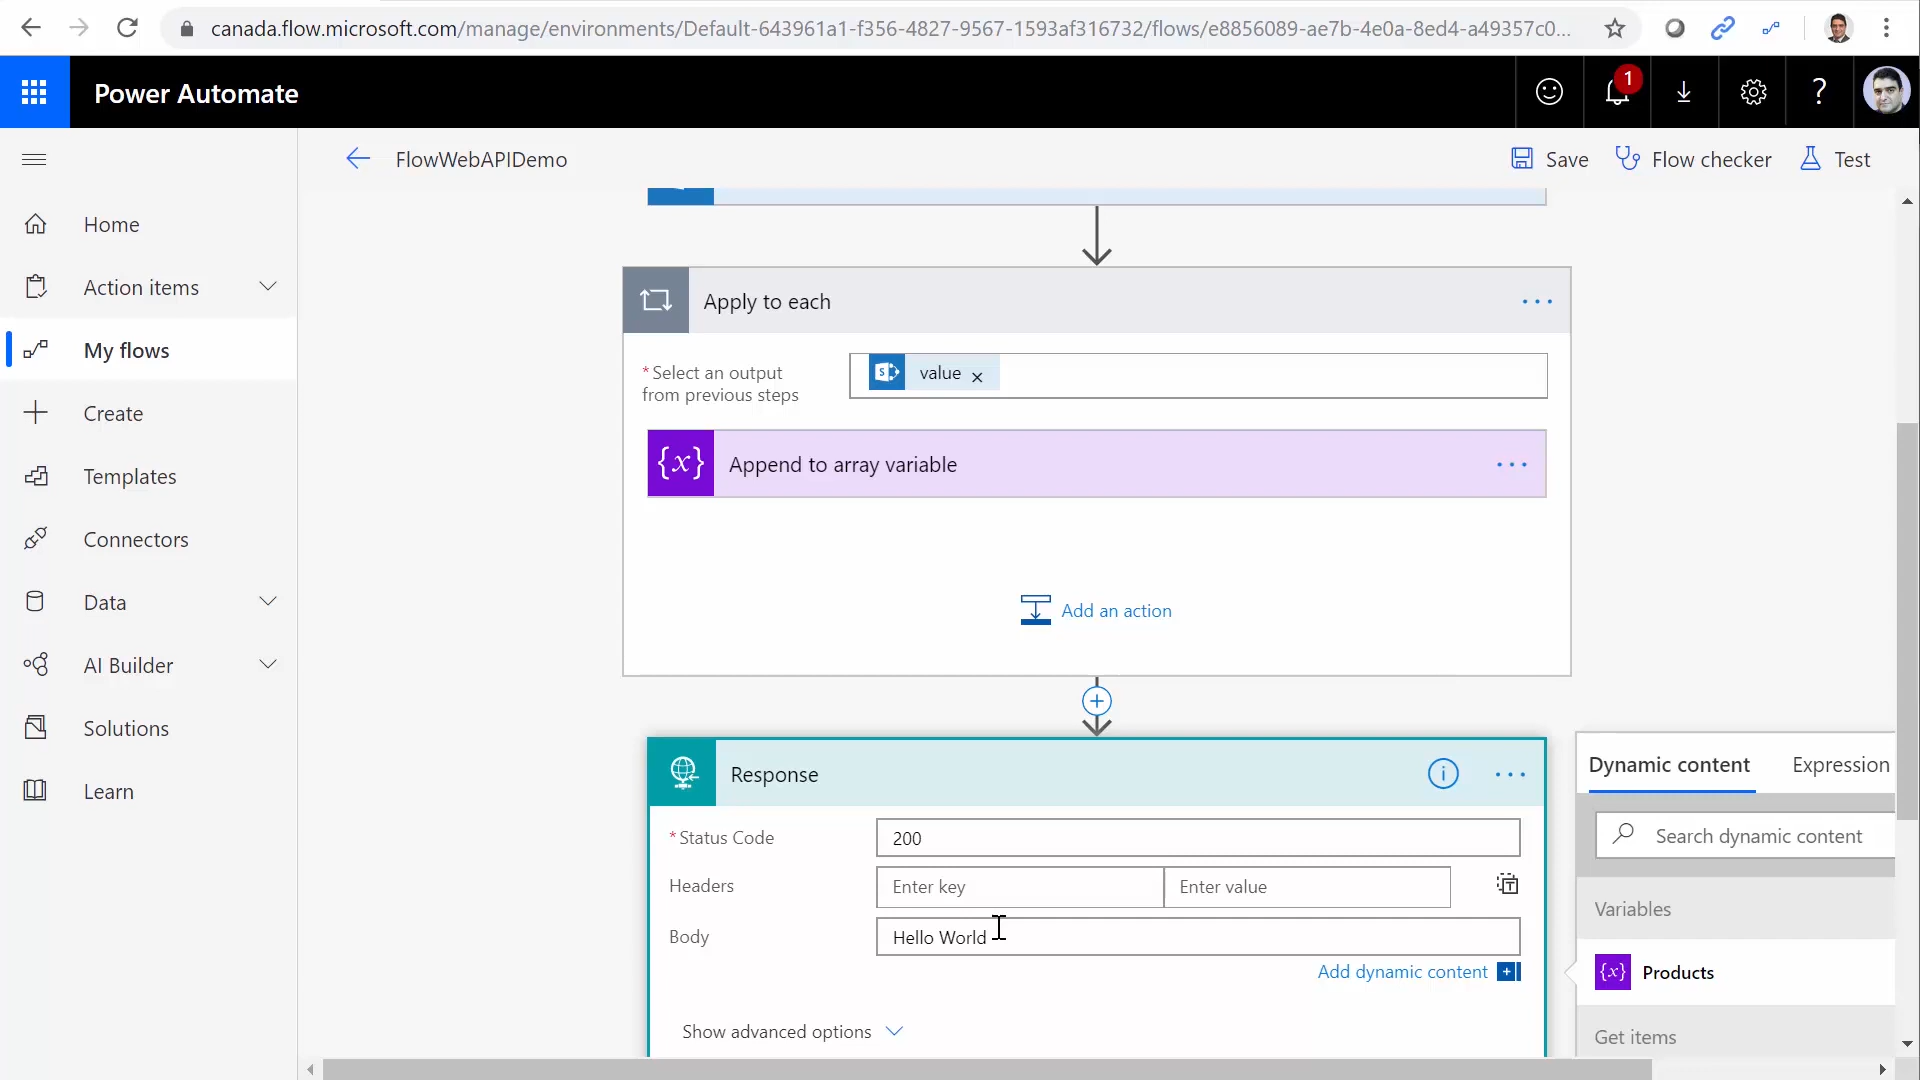 canada.flow.microsoft.com/manage/environments/Default-643961a1-f356-4827-9567-1593af316732/flows/e8856089-ae7b-4e0a-8ed4-a49357c0...
Power Automate
1
?
FlowWebAPIDemo
Save
Flow checker
Test
Home
Action items
My flows
Create
Templates
Connectors
Data
AI Builder
Solutions
Learn
Apply to each
...
*Select an output
from previous steps
S
value x
{x}
Append to array variable
...
Add an action
Response
i
...
*Status Code
200
Headers
Enter key
Enter value
T
Body
Hello World
Add dynamic content
Show advanced options
Dynamic content
Expression
Search dynamic content
Variables
{x}
Products
Get items